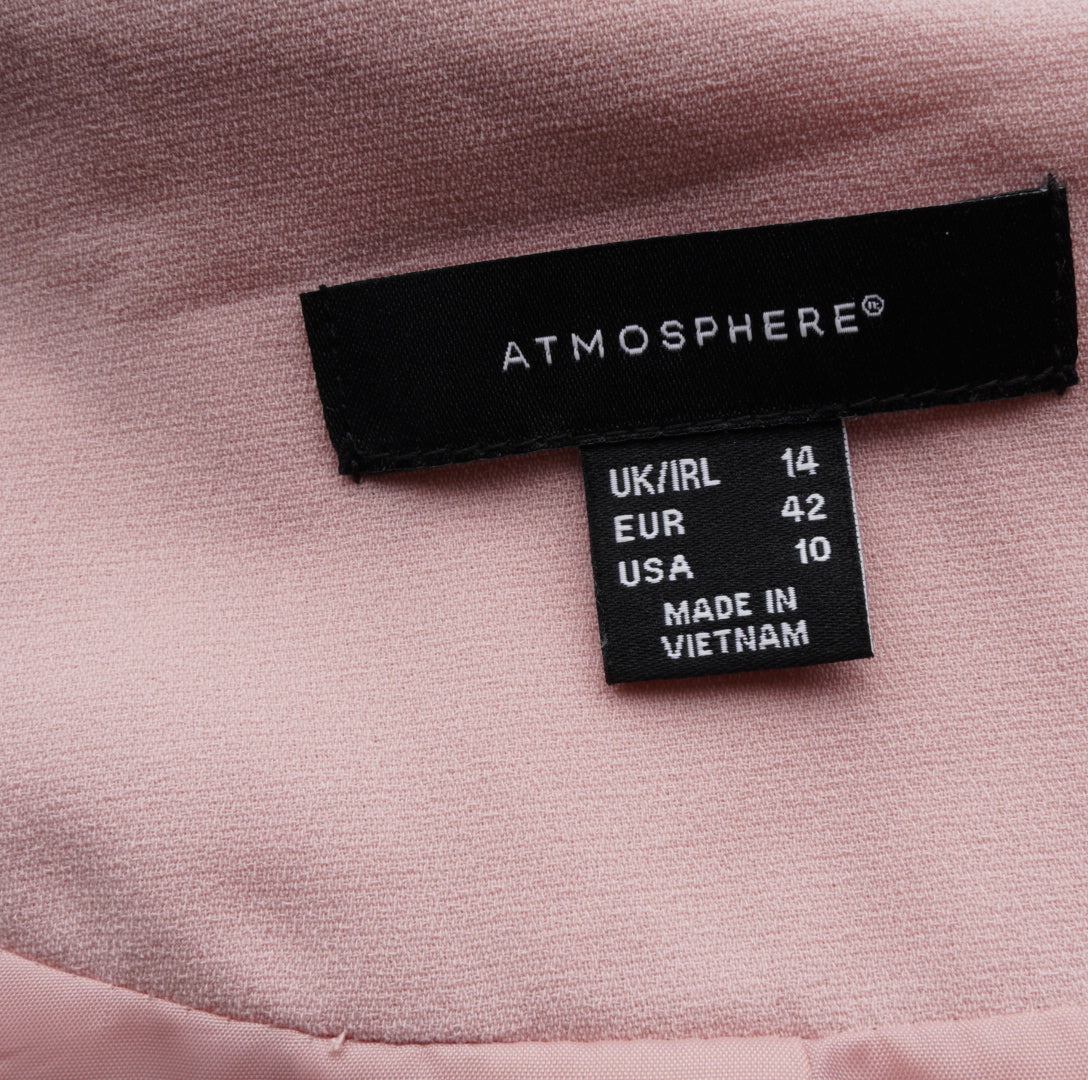 ATMOSPHERE®
UK/IRL 14
EUR 42
USA 10
MADE IN
VIETNAM